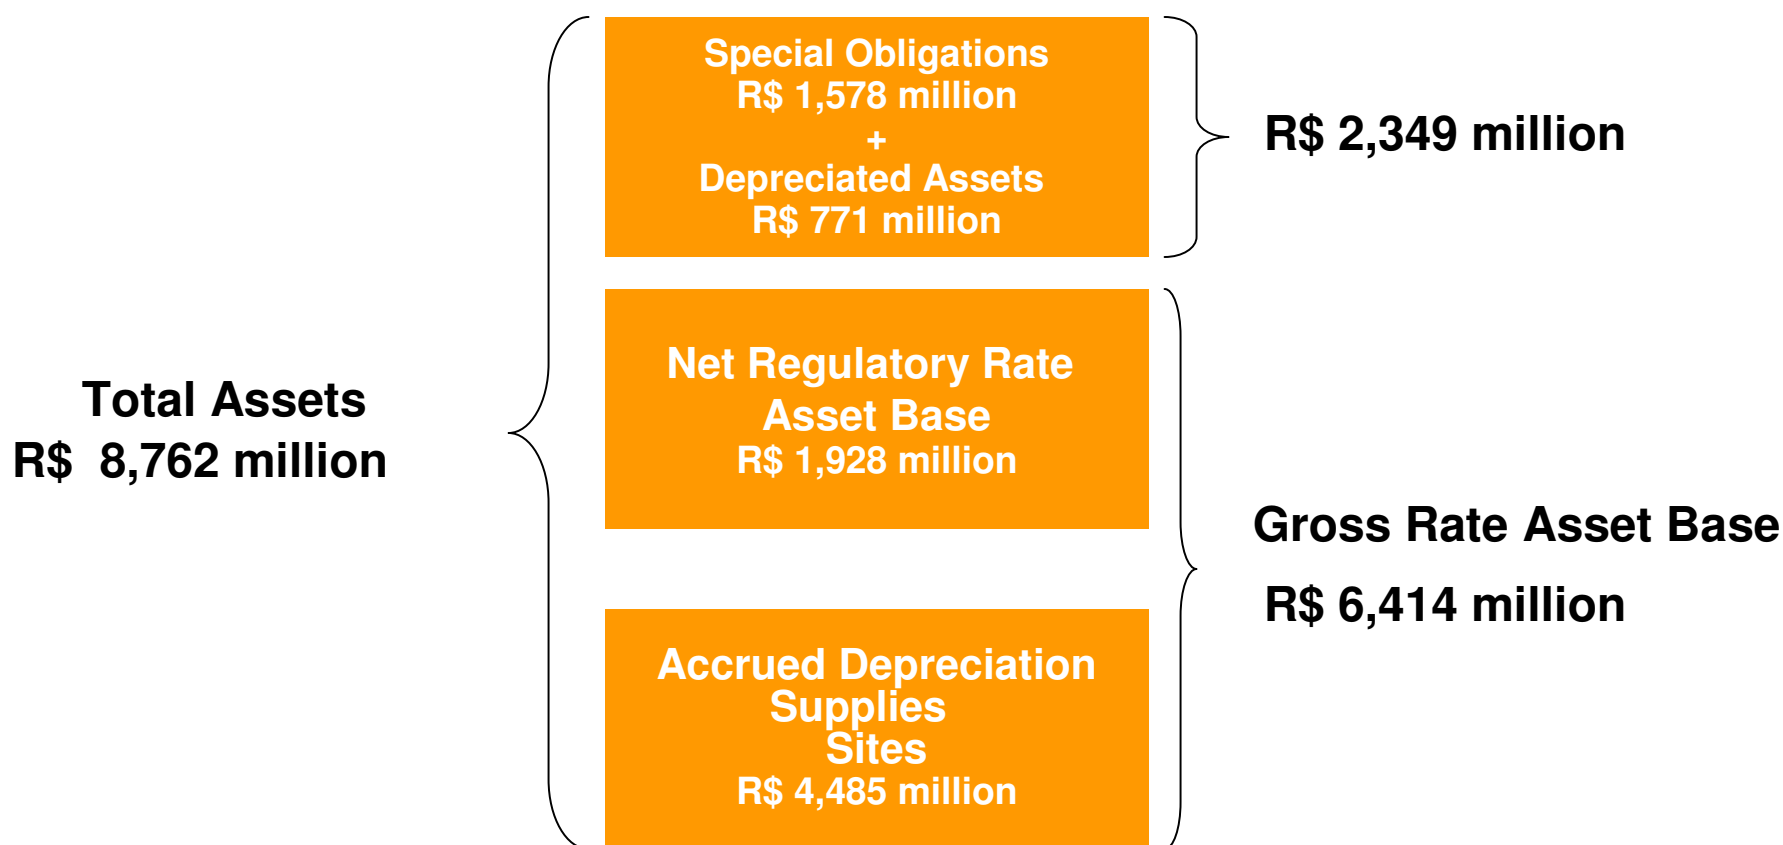 Total Assets
R$ 8,762 million
Special Obligations
R$ 1,578 million
+
Depreciated Assets
R$ 771 million
R$ 2,349 million
Net Regulatory Rate
Asset Base
R$ 1,928 million
Accrued Depreciation
Supplies
Sites
R$ 4,485 million
Gross Rate Asset Base
R$ 6,414 million